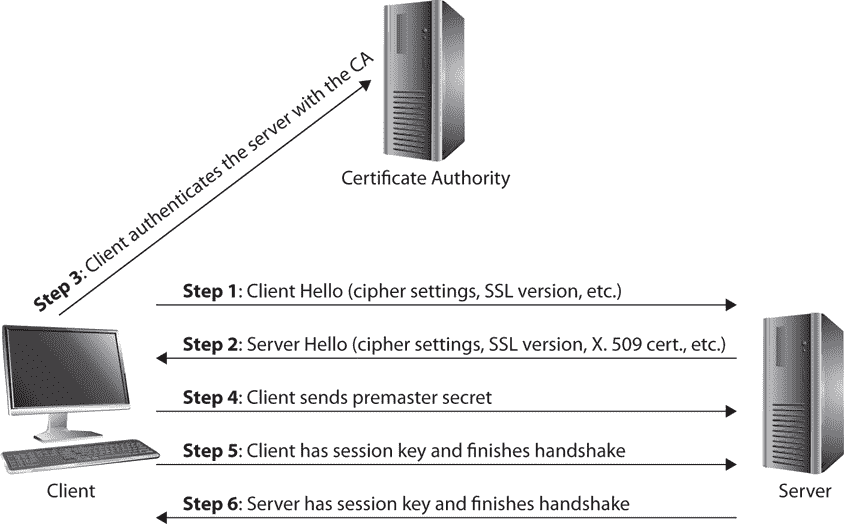 Step 3: Client authenticates the server with the CA
Certificate Authority
Step 1: Client Hello (cipher settings, SSL version, etc.)
Step 2: Server Hello (cipher settings, SSL version, X. 509 cert., etc.)
Step 4: Client sends premaster secret
Step 5: Client has session key and finishes handshake
Step 6: Server has session key and finishes handshake
Client
Server